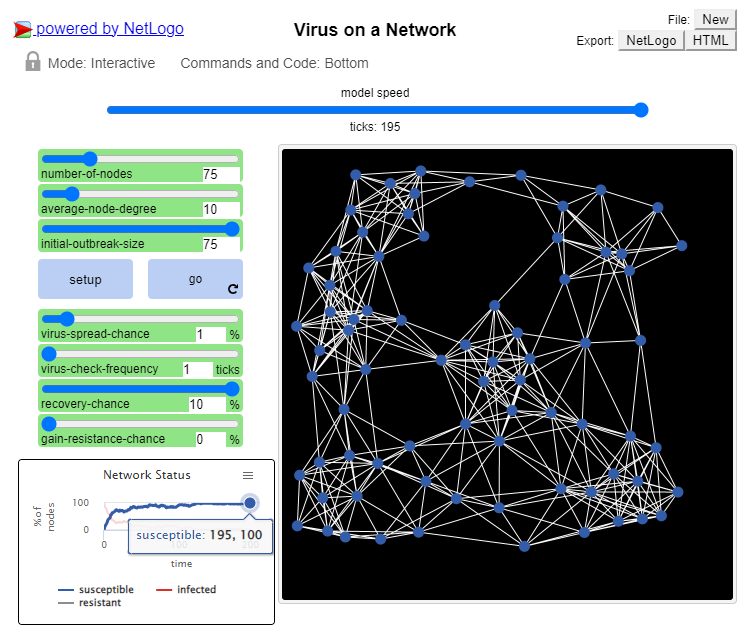 powered by NetLogo
Virus on a Network
File: New
Export: NetLogo HTML
Mode: Interactive Commands and Code: Bottom
model speed
ticks: 195
number-of-nodes 75
average-node-degree 10
initial-outbreak-size 75
setup go
virus-spread-chance 1 %
virus-check-frequency 1 ticks
recovery-chance 10 %
gain-resistance-chance 0 %
Network Status
% of nodes
100
0
susceptible: 195, 100
0 100 200
time
susceptible infected
resistant